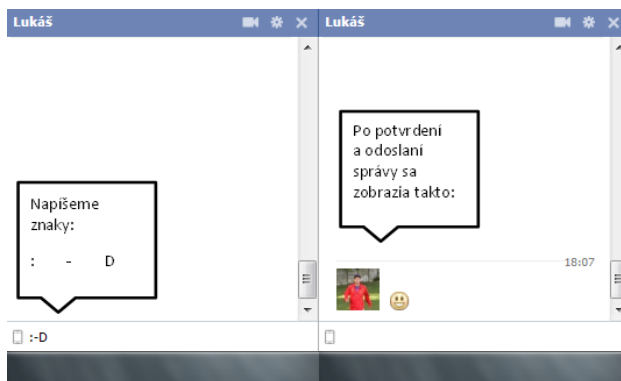 Lukáš
Napíšeme
znaky:
: - D
:-D
Lukáš
Po potvrdení
a odoslaní
správy sa
zobrazia takto:
18:07